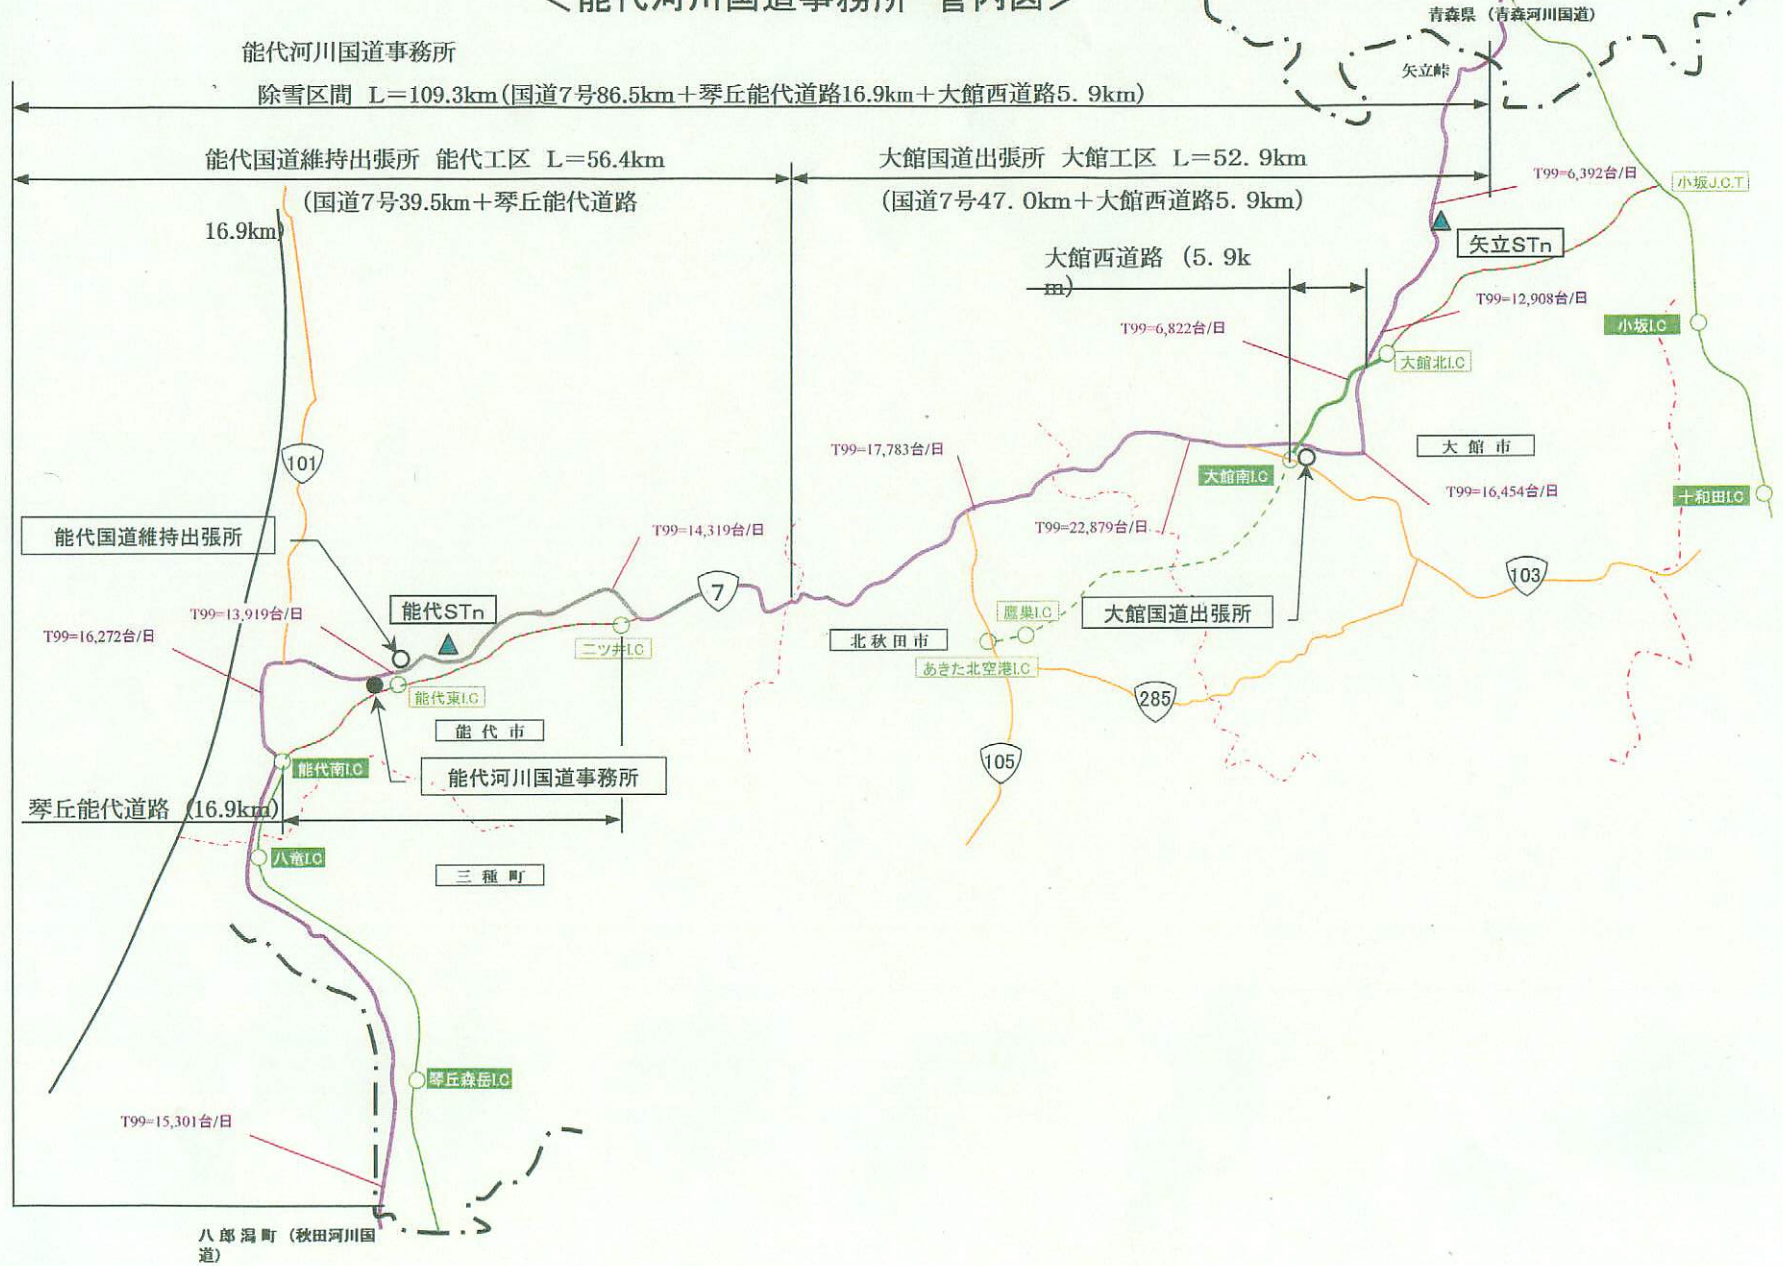 <能代河川国道事務所 管内図>
青森県（青森河川国道）
能代河川国道事務所
矢立峠
除雪区間 L＝109.3km(国道7号86.5km＋琴丘能代道路16.9km＋大館西道路5.9km)
能代国道維持出張所 能代工区 L＝56.4km
大館国道出張所 大館工区 L＝52.9km
(国道7号39.5km＋琴丘能代道路
16.9km)
(国道7号47.0km＋大館西道路5.9km)
T99=6,392台/日
小坂J.C.T
矢立STn
大館西道路（5.9k
m)
T99=12,908台/日
T99=6,822台/日
小坂I.C
大館北I.C
101
T99=17,783台/日
大館市
大館南I.C
T99=16,454台/日
十和田I.C
能代国道維持出張所
T99=14,319台/日
T99=22,879台/日
103
7
能代STn
T99=13,919台/日
鷹巣I.C
大館国道出張所
T99=16,272台/日
二ツ井I.C
北秋田市
あきた北空港I.C
能代東I.C
285
能代市
能代南I.C
能代河川国道事務所
105
琴丘能代道路（16.9km)
八竜I.C
三種町
琴丘森岳I.C
T99=15,301台/日
八郎潟町（秋田河川国
道）